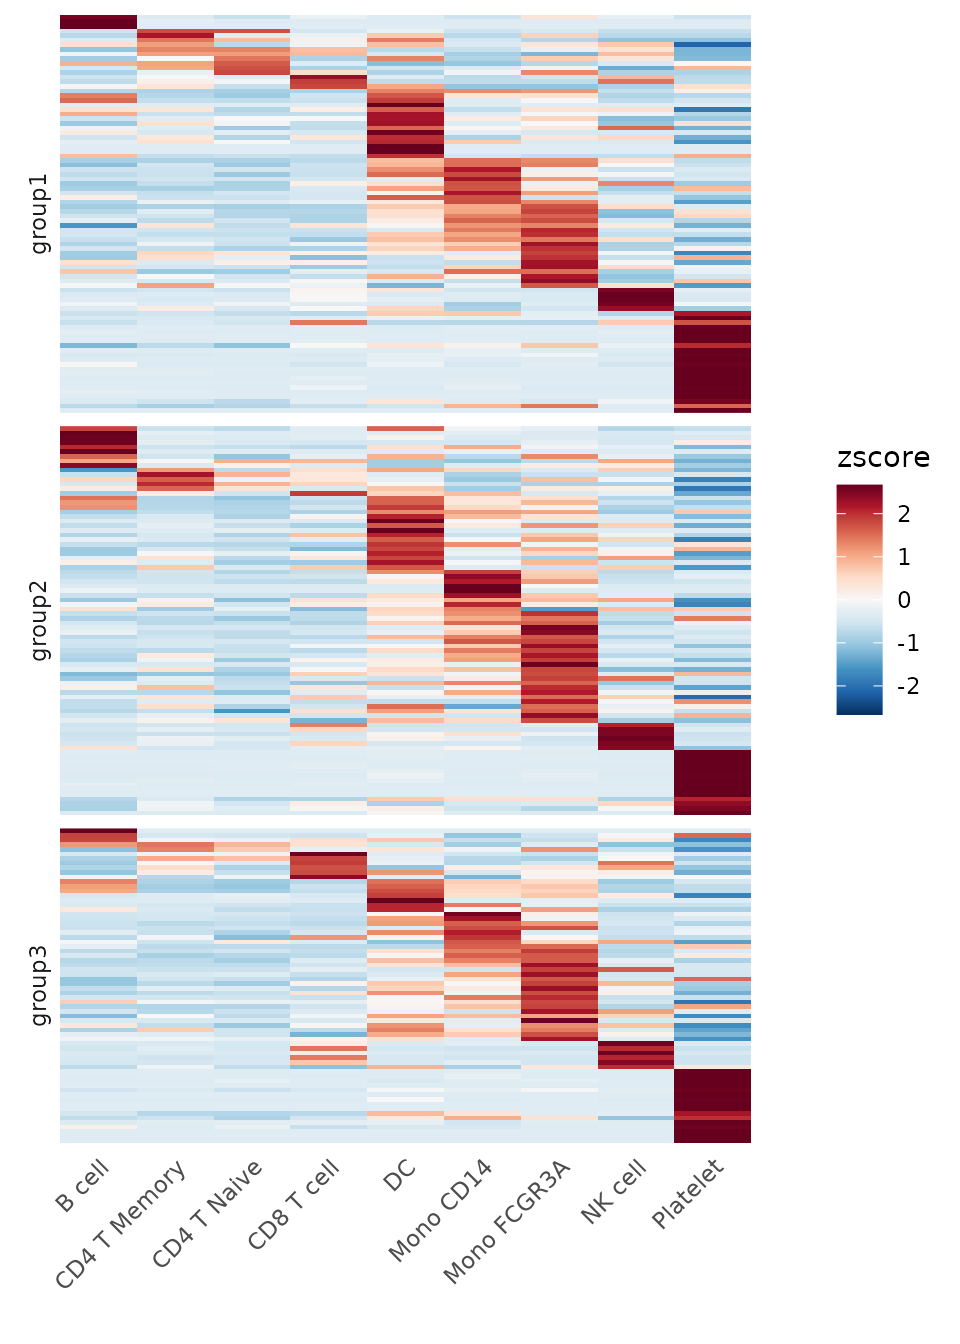 group1
group2
group3
zscore
2
1
0
-1
-2
B cell
CD4 T Memory
CD4 T Naive
CD8 T cell
DC
Mono CD14
Mono FCGR3A
NK cell
Platelet